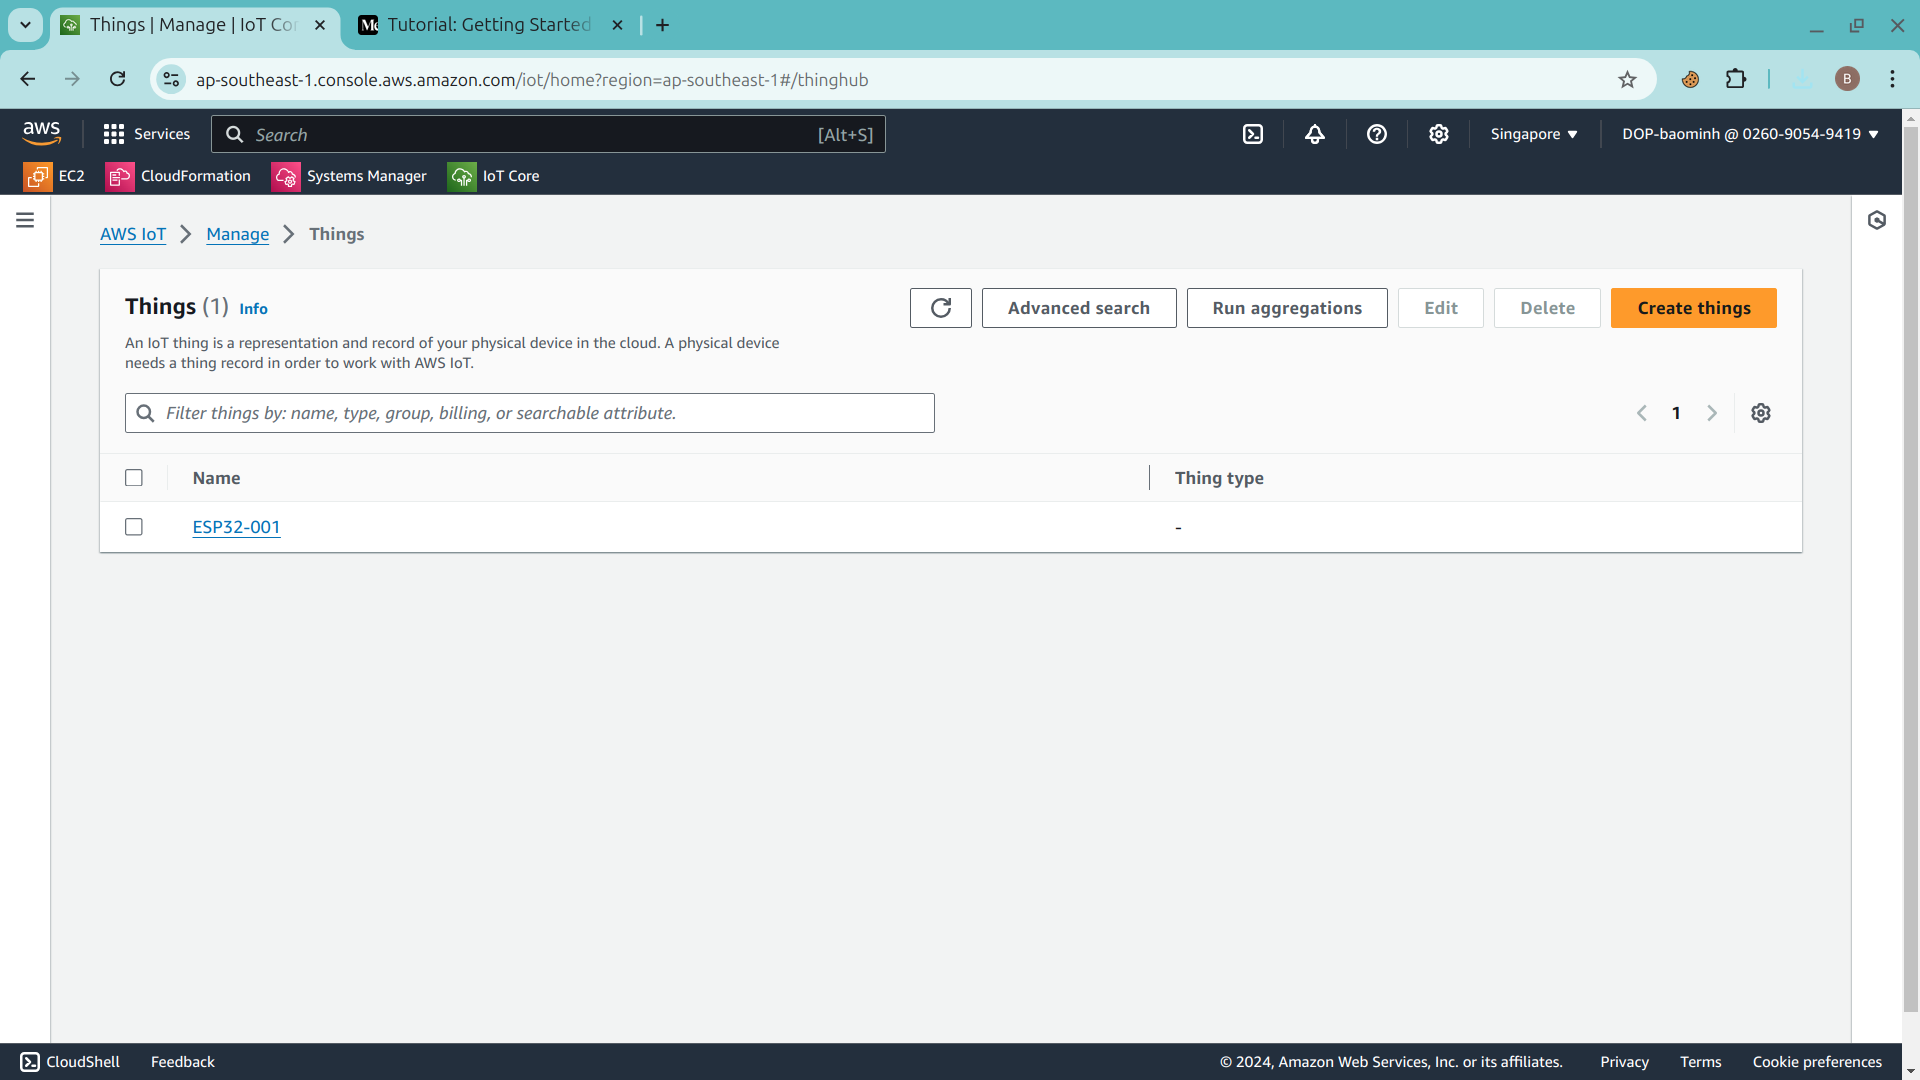 Things | Manage | IoT Co
Tutorial: Getting Started
ap-southeast-1.console.aws.amazon.com/iot/home?region=ap-southeast-1#/thinghub
B
aws
Services
Search
[Alt+S]
Singapore
DOP-baominh @ 0260-9054-9419
EC2
CloudFormation
Systems Manager
IoT Core
AWS IoT
Manage
Things
Things (1)
Info
Advanced search
Run aggregations
Edit
Delete
Create things
An IoT thing is a representation and record of your physical device in the cloud. A physical device
needs a thing record in order to work with AWS IoT.
Filter things by: name, type, group, billing, or searchable attribute.
1
Name
Thing type
ESP32-001
-
CloudShell
Feedback
© 2024, Amazon Web Services, Inc. or its affiliates.
Privacy
Terms
Cookie preferences